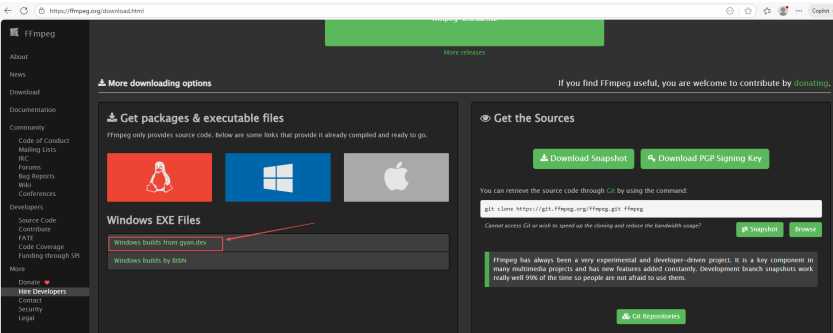 https://ffmpeg.org/download.html
Copilot
FFmpeg
About
News
Download
Documentation
Community
Code of Conduct
Mailing Lists
IRC
Forums
Bug Reports
Wiki
Conferences
Developers
Source Code
Contribute
FATE
Code Coverage
Funding through SPI
More
Donate
Hire Developers
Contact
Security
Legal
More releases
More downloading options
If you find FFmpeg useful, you are welcome to contribute by donating.
Get packages & executable files
FFmpeg only provides source code. Below are some links that provide it already compiled and ready to go.
Windows EXE Files
Windows builds from gyan.dev
Windows builds by BtbN
Get the Sources
Download Snapshot
Download PGP Signing Key
You can retrieve the source code through Git by using the command:
git clone https://git.ffmpeg.org/ffmpeg.git ffmpeg
Cannot access Git or wish to speed up the cloning and reduce the bandwidth usage?
Snapshot
Browse
FFmpeg has always been a very experimental and developer-driven project. It is a key component in
many multimedia projects and has new features added constantly. Development branch snapshots work
really well 99% of the time so people are not afraid to use them.
Git Repositories